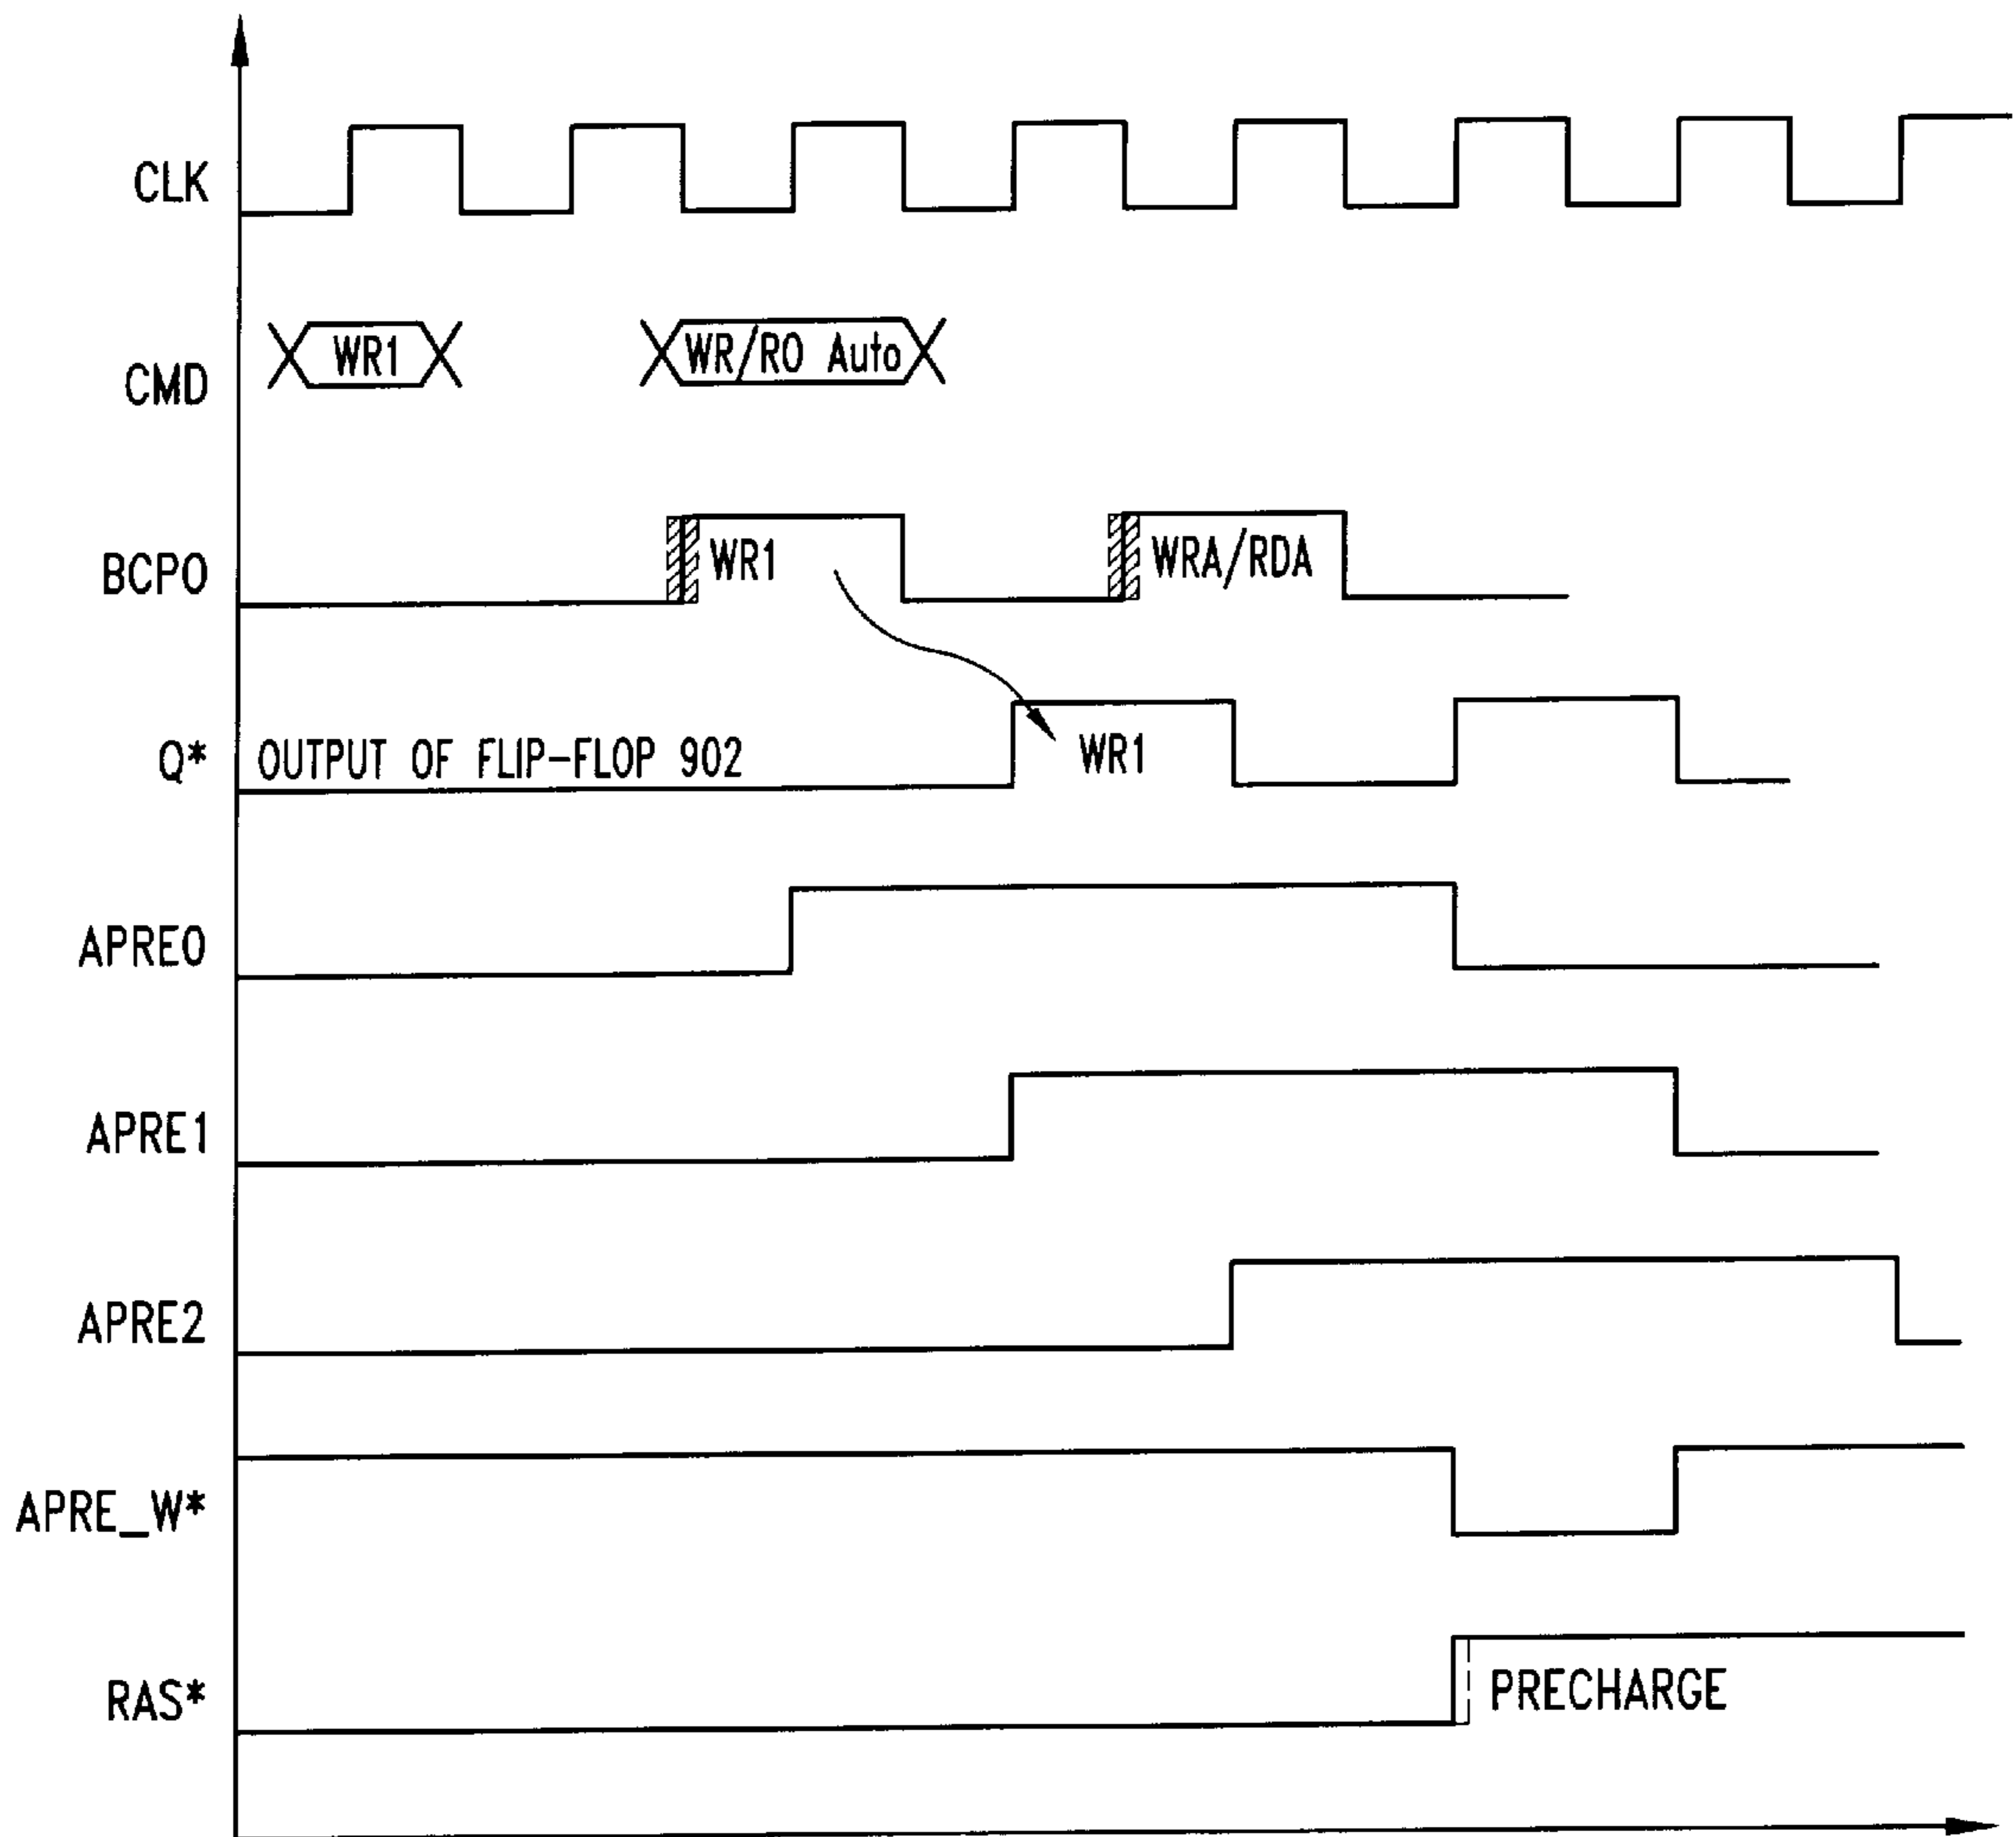 CLK
CMD WR1 WR/RO Auto
BCPO WR1 WRA/RDA
Q* OUTPUT OF FLIP-FLOP 902 WR1
APRE0
APRE1
APRE2
APRE_W*
RAS* PRECHARGE